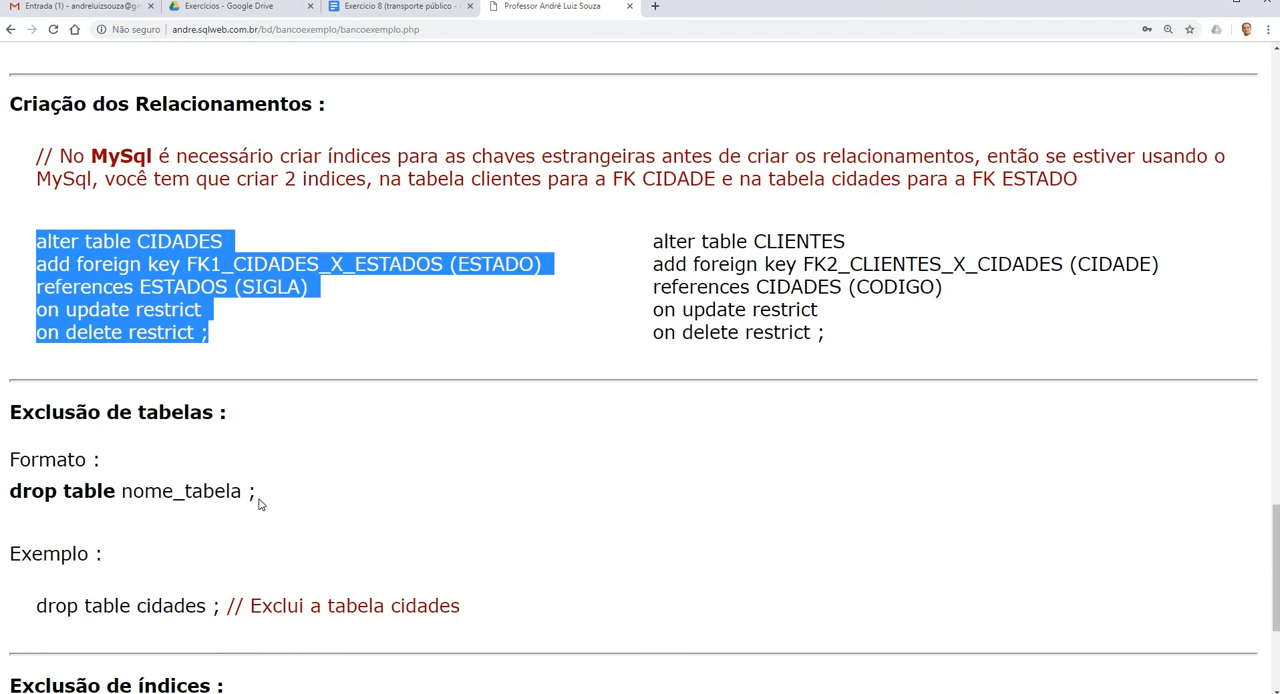 Entrada (1) - andreluizsouza@gr
Exercícios - Google Drive
Exercicio 8 (transporte público -
Professor André Luiz Souza
Não seguro | andre.sqlweb.com.br/bd/bancoexemplo/bancoexemplo.php
Criação dos Relacionamentos :
// No MySql é necessário criar índices para as chaves estrangeiras antes de criar os relacionamentos, então se estiver usando o
MySql, você tem que criar 2 indices, na tabela clientes para a FK CIDADE e na tabela cidades para a FK ESTADO
alter table CIDADES
add foreign key FK1_CIDADES_X_ESTADOS (ESTADO)
references ESTADOS (SIGLA)
on update restrict
on delete restrict ;
alter table CLIENTES
add foreign key FK2_CLIENTES_X_CIDADES (CIDADE)
references CIDADES (CODIGO)
on update restrict
on delete restrict ;
Exclusão de tabelas :
Formato :
drop table nome_tabela ;
Exemplo :
drop table cidades ; // Exclui a tabela cidades
Exclusão de índices :